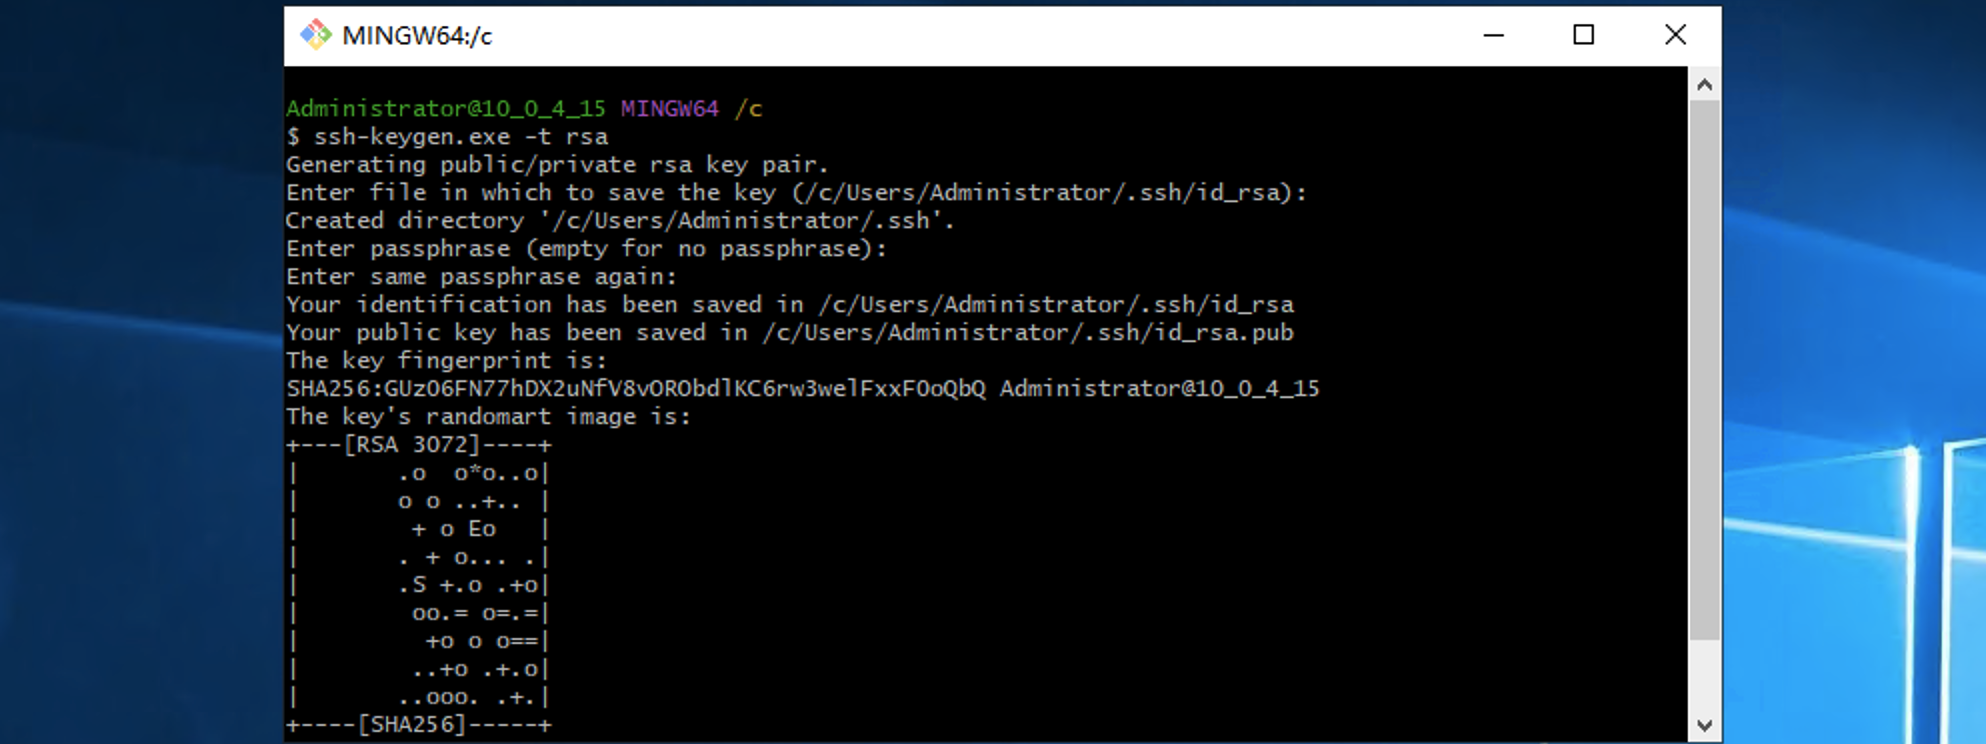 MINGW64:/c
Administrator@10_0_4_15 MINGW64 /c
$ ssh-keygen.exe -t rsa
Generating public/private rsa key pair.
Enter file in which to save the key (/c/Users/Administrator/.ssh/id_rsa):
Created directory '/c/Users/Administrator/.ssh'.
Enter passphrase (empty for no passphrase):
Enter same passphrase again:
Your identification has been saved in /c/Users/Administrator/.ssh/id_rsa
Your public key has been saved in /c/Users/Administrator/.ssh/id_rsa.pub
The key fingerprint is:
SHA256:GUzO6FN77hDX2uNfV8vORObdlKC6rw3welFxxFOoQbQ Administrator@10_0_4_15
The key's randomart image is:
+---[RSA 3072]----+
|       .o  o*o..o|
|       o o ..+.. |
|        + o Eo   |
|       . + o... .|
|       .S +.o .+o|
|        oo.= o=.=|
|         +o o o==|
|        ..+o .+.o|
|       ..ooo. .+.|
+----[SHA256]-----+